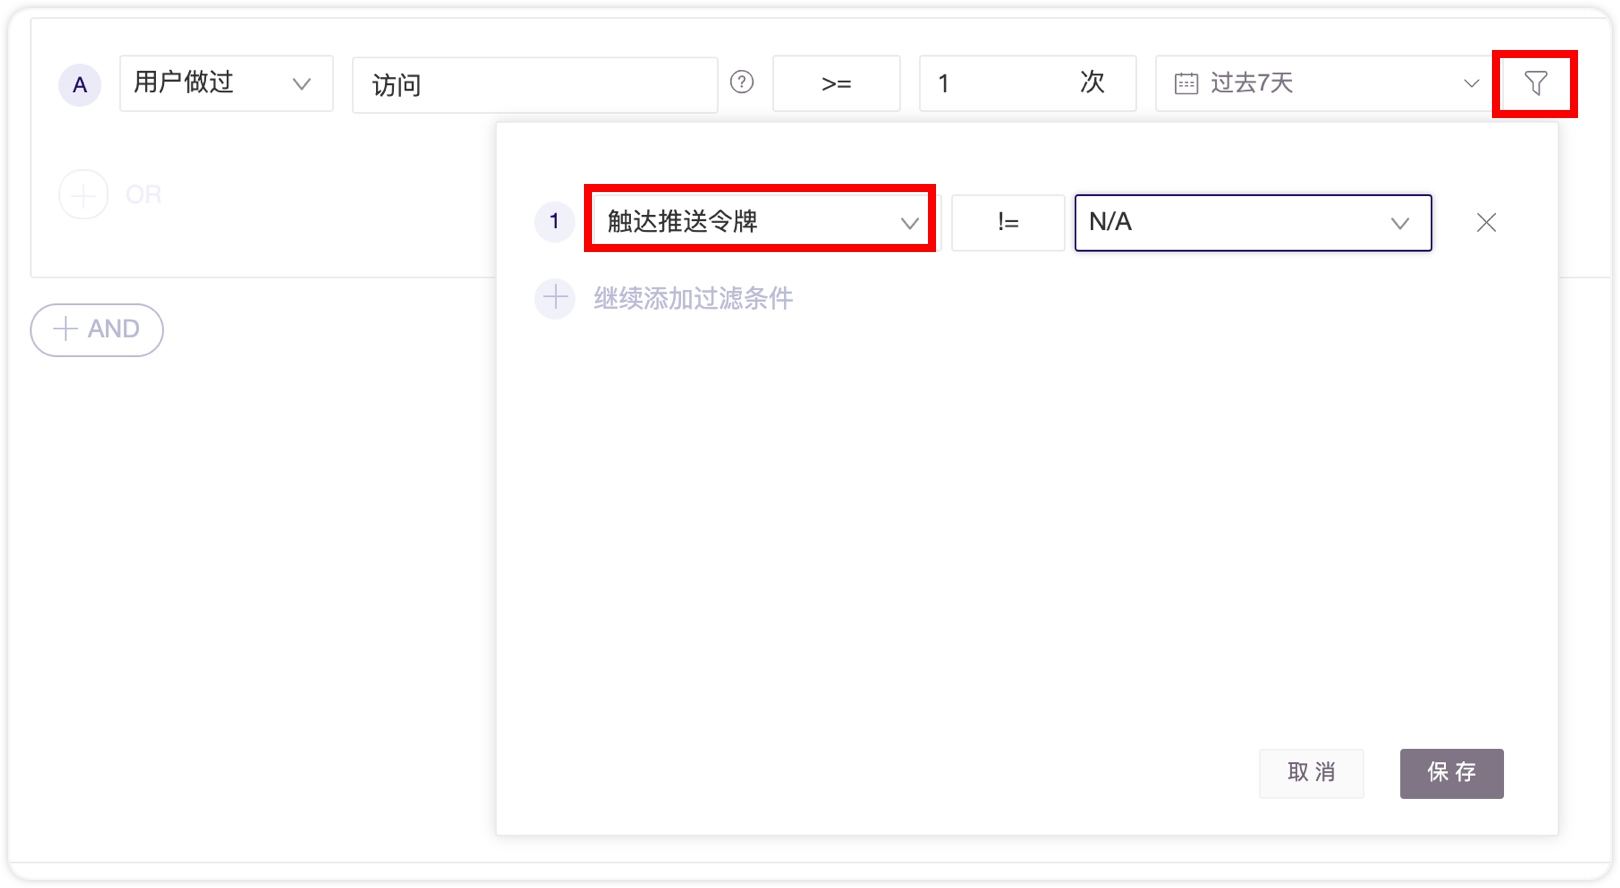 A 用户做过 访问 ? >= 1 次 过去7天
OR
1 触达推送令牌 != N/A
继续添加过滤条件
AND
取 消 保 存